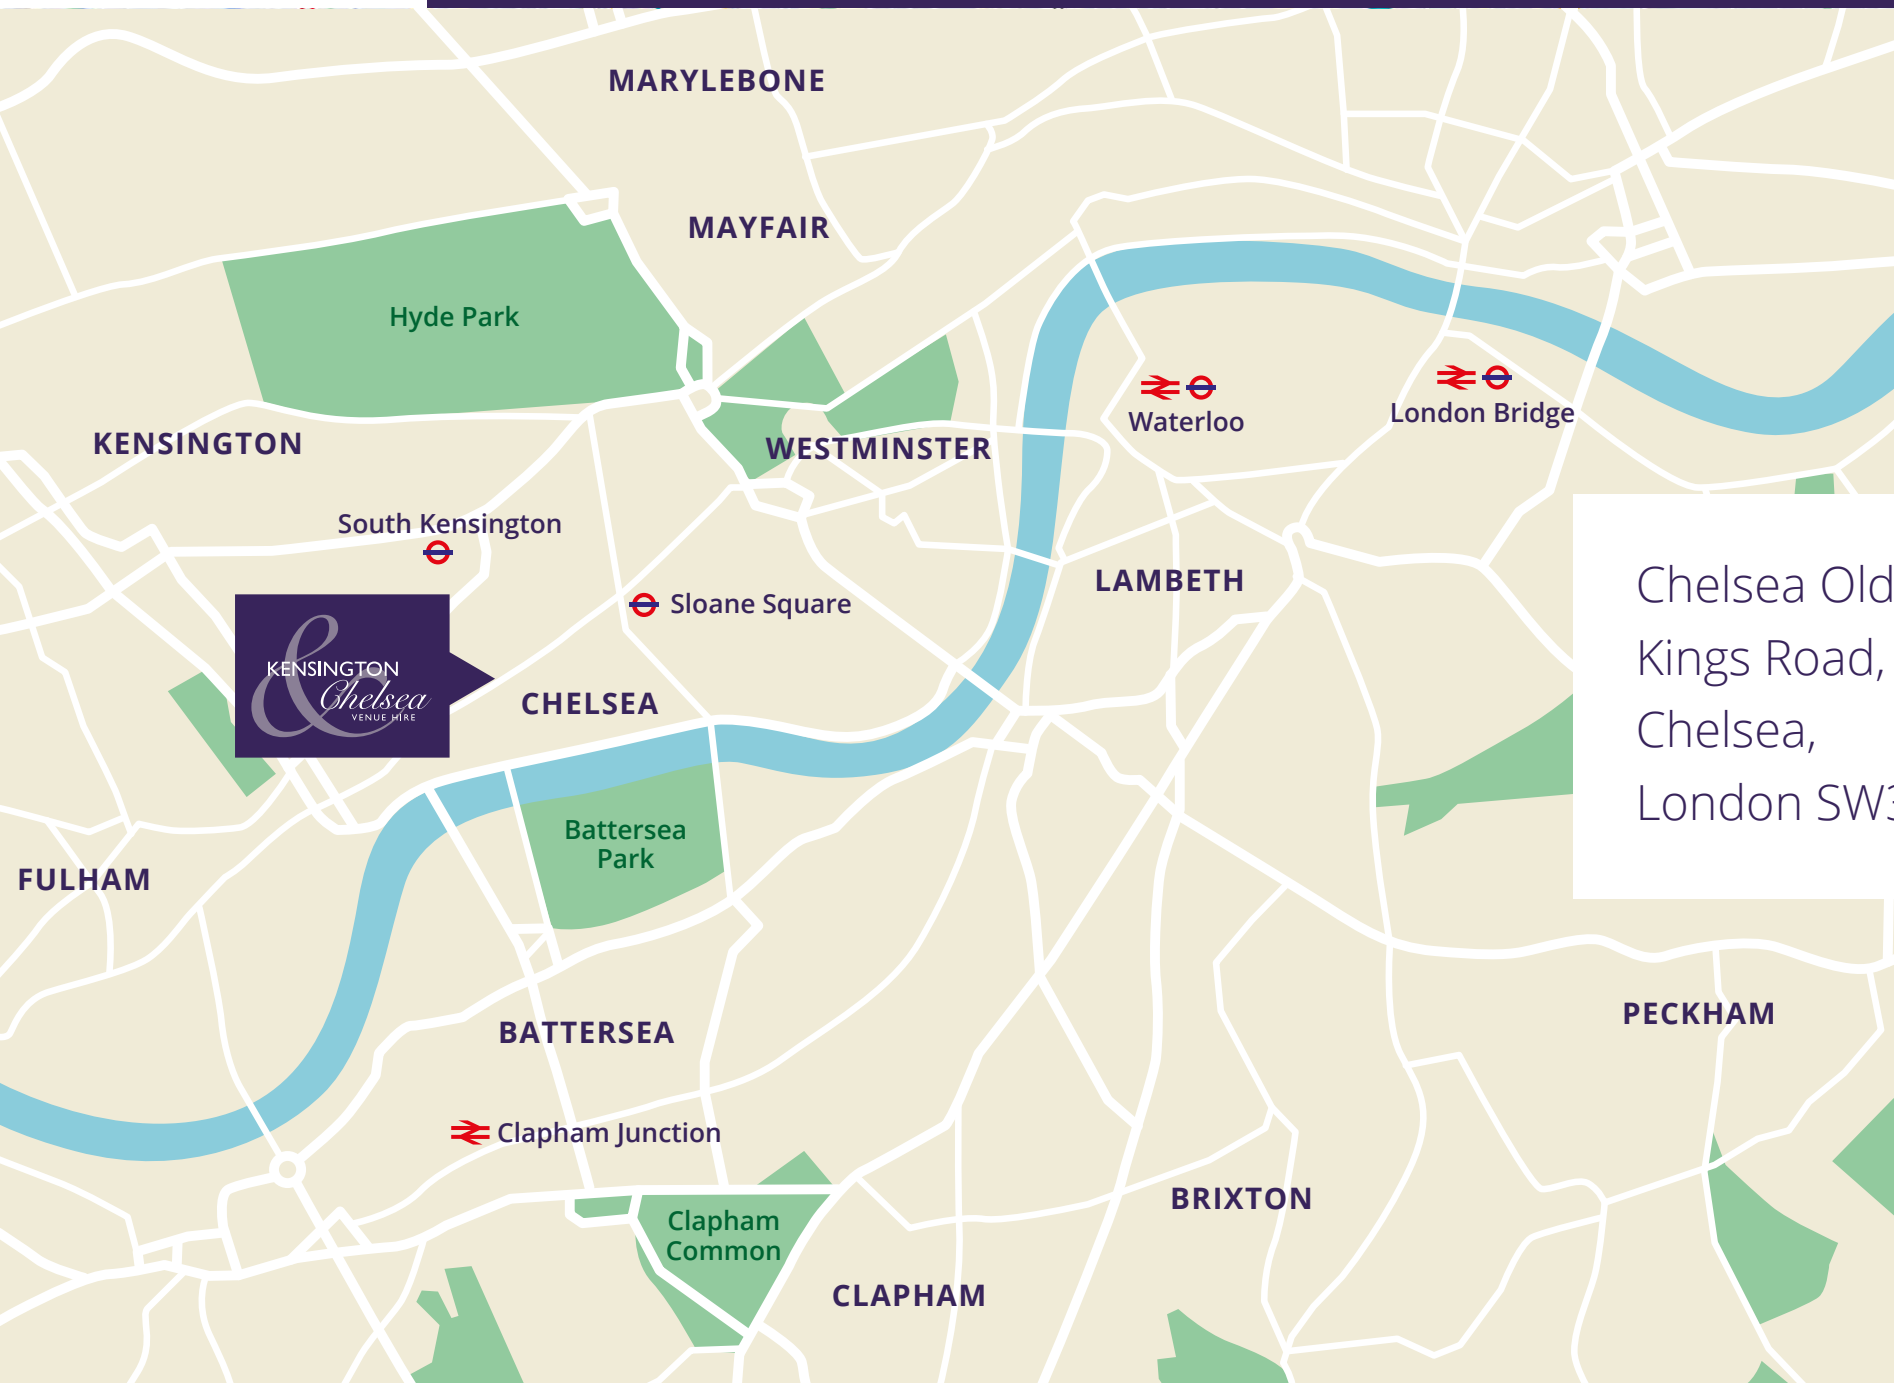 MARYLEBONE
MAYFAIR
Hyde Park
KENSINGTON
WESTMINSTER
Waterloo
London Bridge
South Kensington
Sloane Square
LAMBETH
KENSINGTON
&
Chelsea
VENUE HIRE
CHELSEA
Chelsea Old
Kings Road,
Chelsea,
London SW3
Battersea
Park
FULHAM
BATTERSEA
PECKHAM
Clapham Junction
BRIXTON
Clapham
Common
CLAPHAM